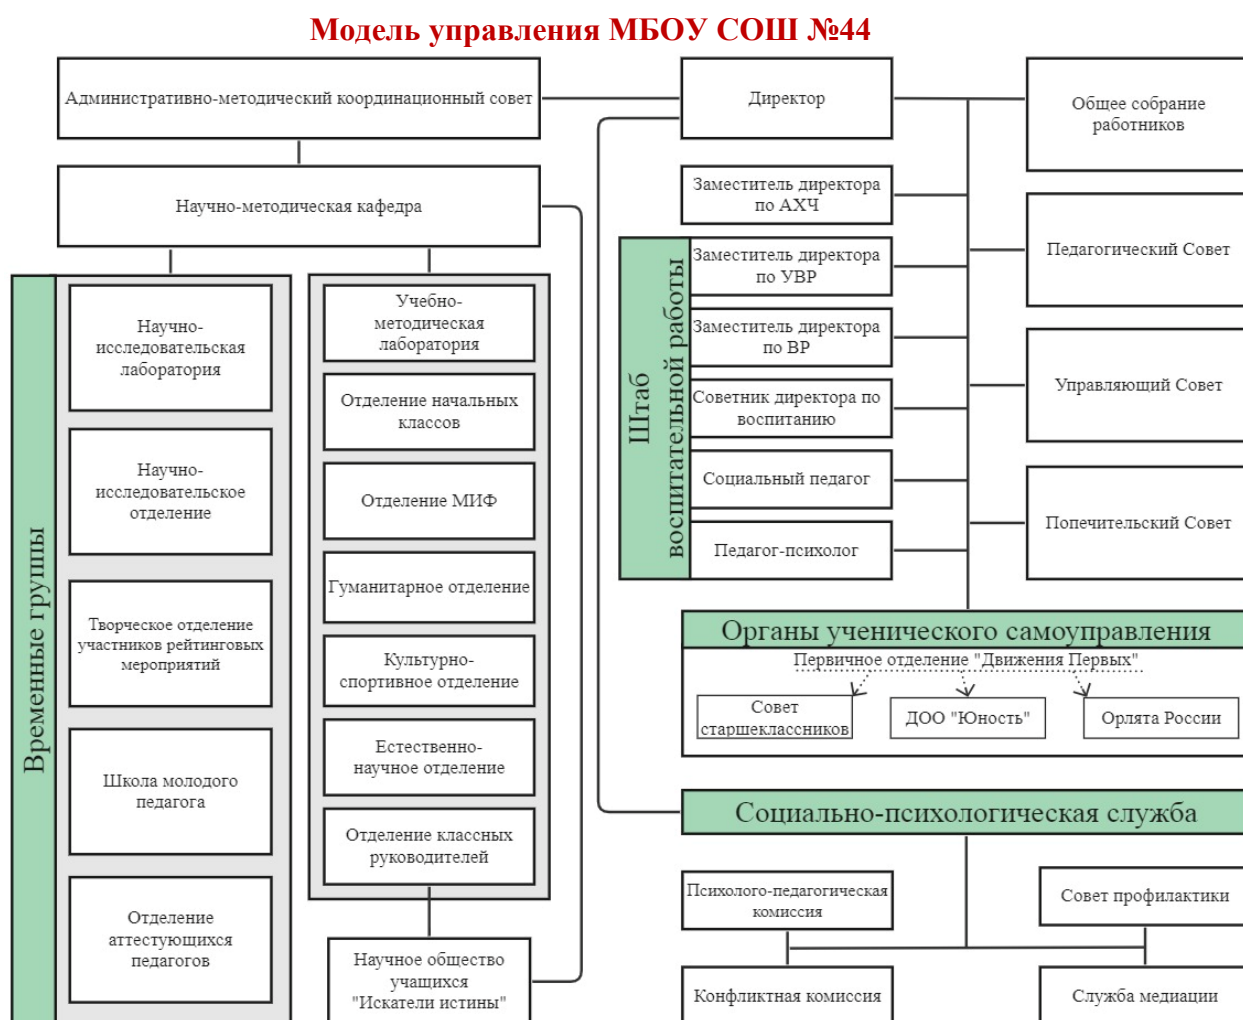 Модель управления МБОУ СОШ №44
Административно-методический координационный совет
Директор
Общее собрание
работников
Научно-методическая кафедра
Заместитель директора
по АХЧ
Педагогический Совет
Штаб
воспитательной работы
Заместитель директора
по УВР
Заместитель директора
по ВР
Советник директора по
воспитанию
Социальный педагог
Педагог-психолог
Управляющий Совет
Попечительский Совет
Временные группы
Научно-
исследовательская
лаборатория
Научно-
исследовательское
отделение
Творческое отделение
участников рейтинговых
мероприятий
Школа молодого
педагога
Отделение
аттестующихся
педагогов
Учебно-
методическая
лаборатория
Отделение начальных
классов
Отделение МИФ
Гуманитарное отделение
Культурно-
спортивное отделение
Естественно-
научное отделение
Отделение классных
руководителей
Научное общество
учащихся
"Искатели истины"
Органы ученического самоуправления
Первичное отделение "Движения Первых"
Совет
старшеклассников
ДОО "Юность"
Орлята России
Социально-психологическая служба
Психолого-педагогическая
комиссия
Совет профилактики
Конфликтная комиссия
Служба медиации